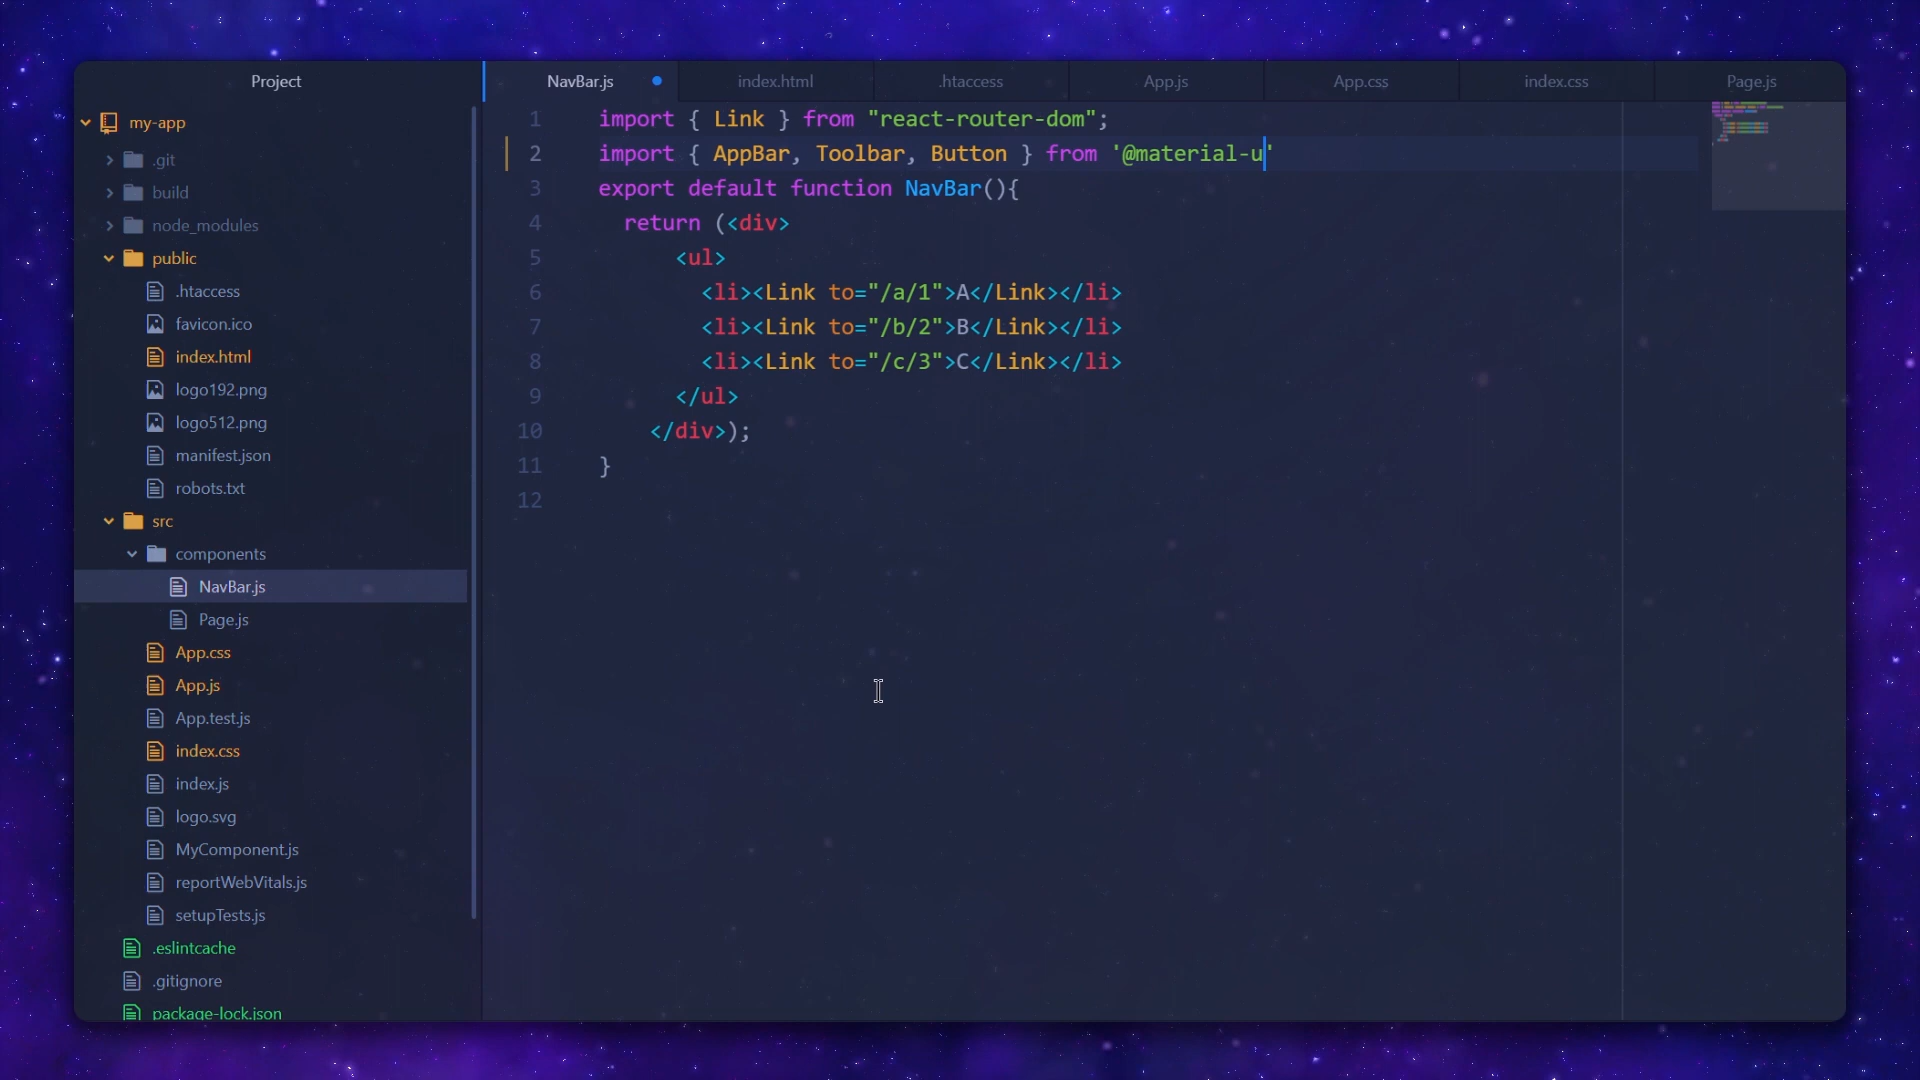 Project
my-app
.git
build
node_modules
public
.htaccess
favicon.ico
index.html
logo192.png
logo512.png
manifest.json
robots.txt
src
components
NavBar.js
Page.js
App.css
App.js
App.test.js
index.css
index.js
logo.svg
MyComponent.js
reportWebVitals.js
setupTests.js
.eslintcache
.gitignore
package-lock.json
NavBar.js index.html .htaccess App.js App.css index.css Page.js
1 import { Link } from "react-router-dom";
2 import { AppBar, Toolbar, Button } from '@material-u'
3 export default function NavBar(){
4 return (<div>
5 <ul>
6 <li><Link to="/a/1">A</Link></li>
7 <li><Link to="/b/2">B</Link></li>
8 <li><Link to="/c/3">C</Link></li>
9 </ul>
10 </div>);
11 }
12